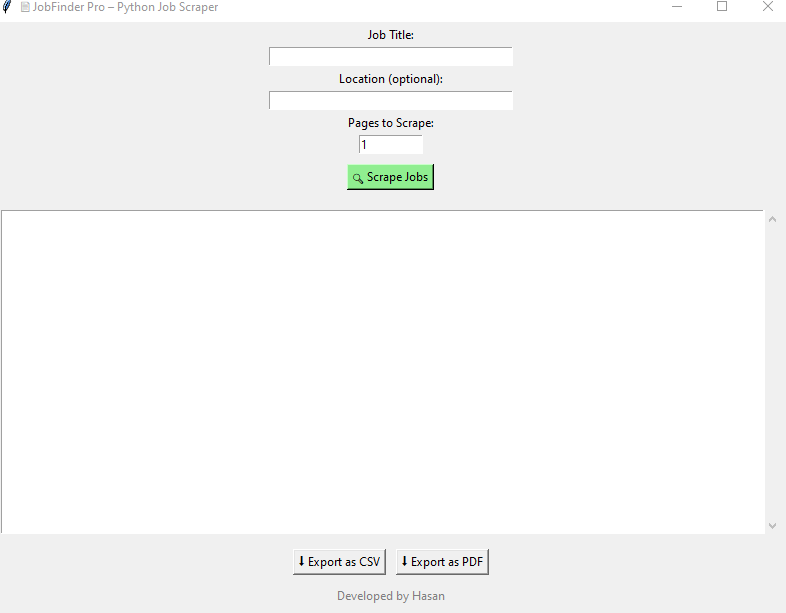 JobFinder Pro – Python Job Scraper
Job Title:
Location (optional):
Pages to Scrape:
1
Scrape Jobs
Export as CSV
Export as PDF
Developed by Hasan